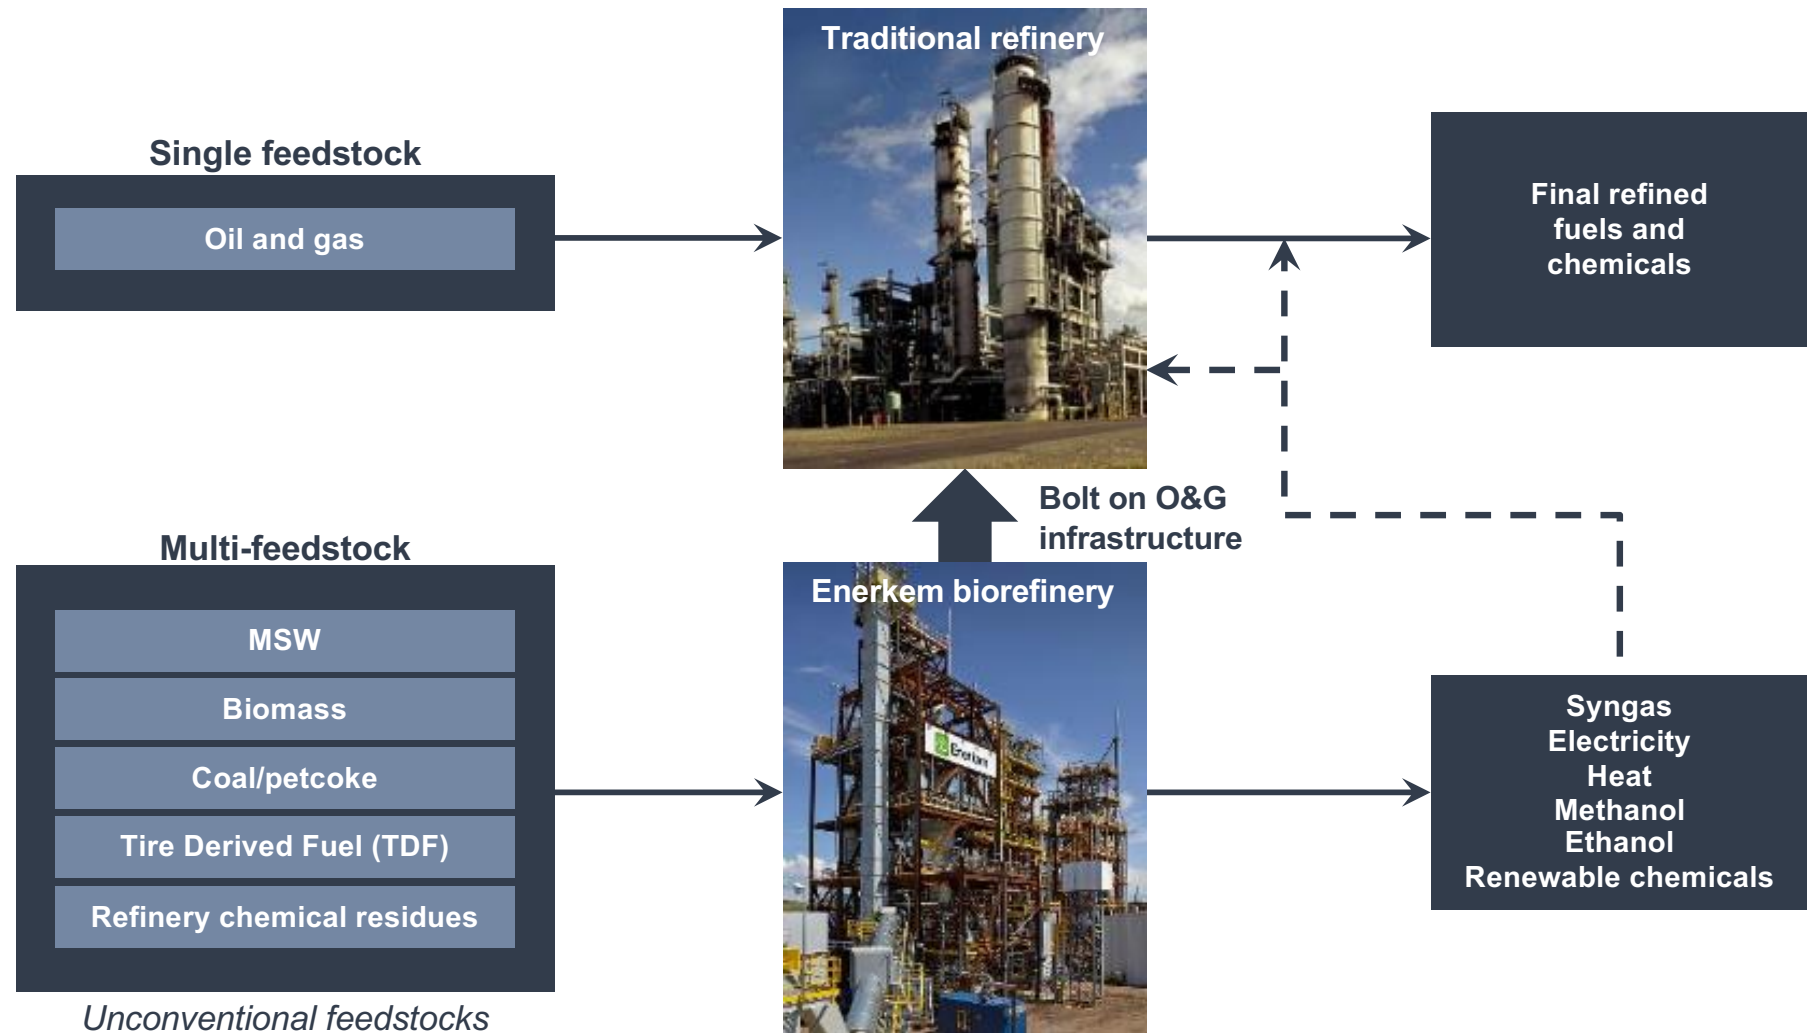 Traditional refinery
Single feedstock
Oil and gas
Final refined
fuels and
chemicals
Bolt on O&G
infrastructure
Multi-feedstock
MSW
Biomass
Coal/petcoke
Tire Derived Fuel (TDF)
Refinery chemical residues
Unconventional feedstocks
Enerkem biorefinery
Enerkem
Syngas
Electricity
Heat
Methanol
Ethanol
Renewable chemicals